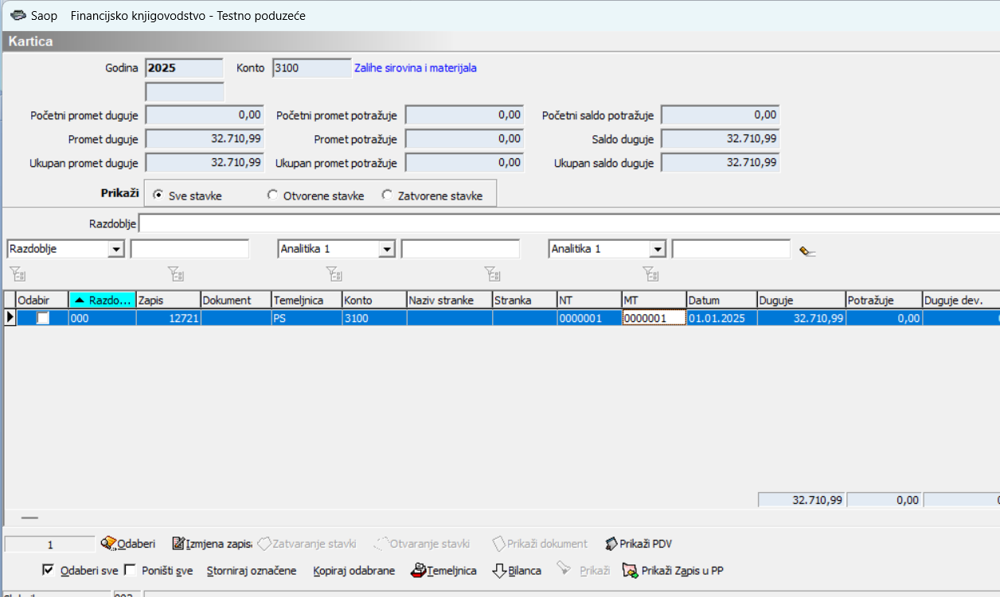 Saop Financijsko knjigovodstvo - Testno poduzeće
Kartica
Godina 2025 Konto 3100 Zalihe sirovina i materijala
Početni promet duguje 0,00 Početni promet potražuje 0,00 Početni saldo potražuje 0,00
Promet duguje 32.710,99 Promet potražuje 0,00 Saldo duguje 32.710,99
Ukupan promet duguje 32.710,99 Ukupan promet potražuje 0,00 Ukupan saldo duguje 32.710,99
Prikaži Sve stavke Otvorene stavke Zatvorene stavke
Razdoblje
Razdoblje Analitika 1 Analitika 1
Odabir Razdo... Zapis Dokument Temeljnica Konto Naziv stranke Stranka NT MT Datum Duguje Potražuje Duguje dev.
000 12721 PS 3100 0000001 0000001 01.01.2025 32.710,99 0,00
32.710,99 0,00
1 Odaberi Izmjena zapisa Zatvaranje stavki Otvaranje stavki Prikaži dokument Prikaži PDV
Odaberi sve Poništi sve Storniraj označene Kopiraj odabrane Temeljnica Bilanca Prikaži Prikaži Zapis u PP